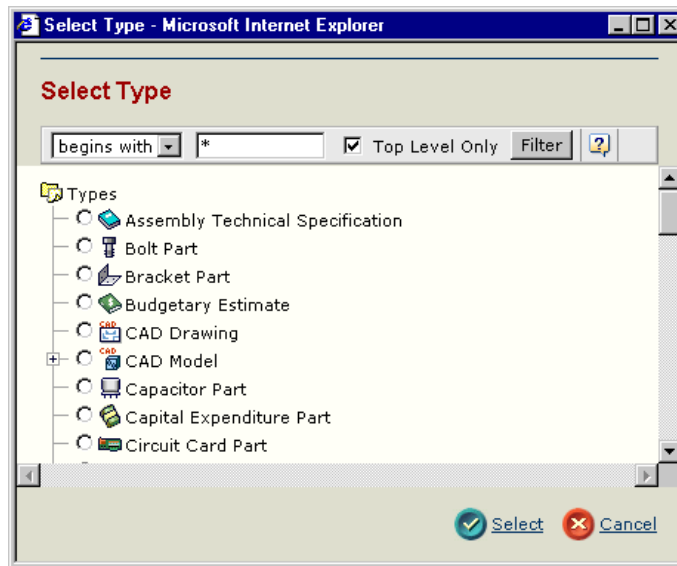 Select Type - Microsoft Internet Explorer
Select Type
begins with * Top Level Only Filter ?
Types
Assembly Technical Specification
Bolt Part
Bracket Part
Budgetary Estimate
CAD CAD Drawing
CAD CAD Model
Capacitor Part
Capital Expenditure Part
Circuit Card Part
Select Cancel